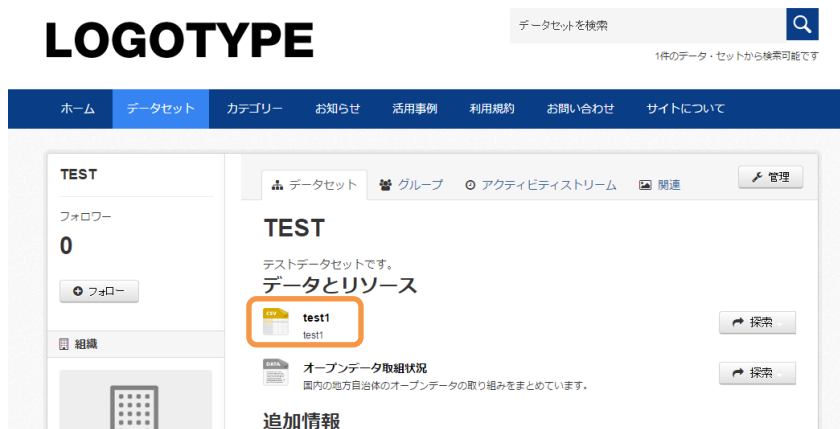 LOGOTYPE
データセットを検索
1件のデータ・セットから検索可能です
ホーム データセット カテゴリー お知らせ 活用事例 利用規約 お問い合わせ サイトについて
TEST
フォロワー
0
フォロー
組織
データセット グループ アクティビティストリーム 関連 管理
TEST
テストデータセットです。
データとリソース
CSV test1 探索
test1
DATA オープンデータ取組状況 探索
国内の地方自治体のオープンデータの取り組みをまとめています。
追加情報